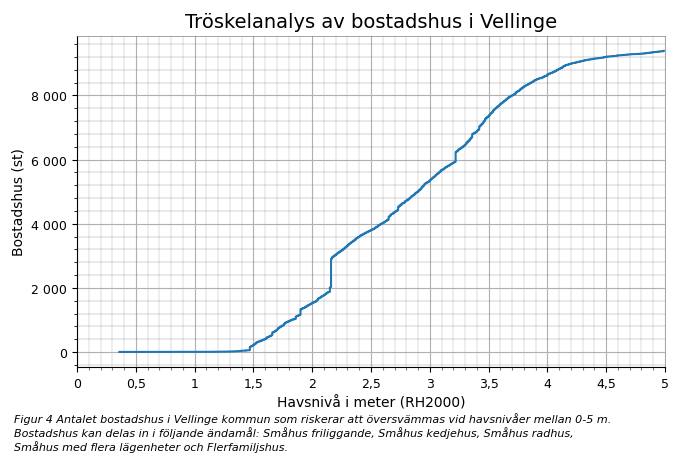 Tröskelanalys av bostadshus i Vellinge
Bostadshus (st)
8 000
6 000
4 000
2 000
0
0
0,5
1
1,5
2
2,5
3
3,5
4
4,5
5
Havsnivå i meter (RH2000)
Figur 4 Antalet bostadshus i Vellinge kommun som riskerar att översvämmas vid havsnivåer mellan 0-5 m.
Bostadshus kan delas in i följande ändamål: Småhus friliggande, Småhus kedjehus, Småhus radhus,
Småhus med flera lägenheter och Flerfamiljshus.